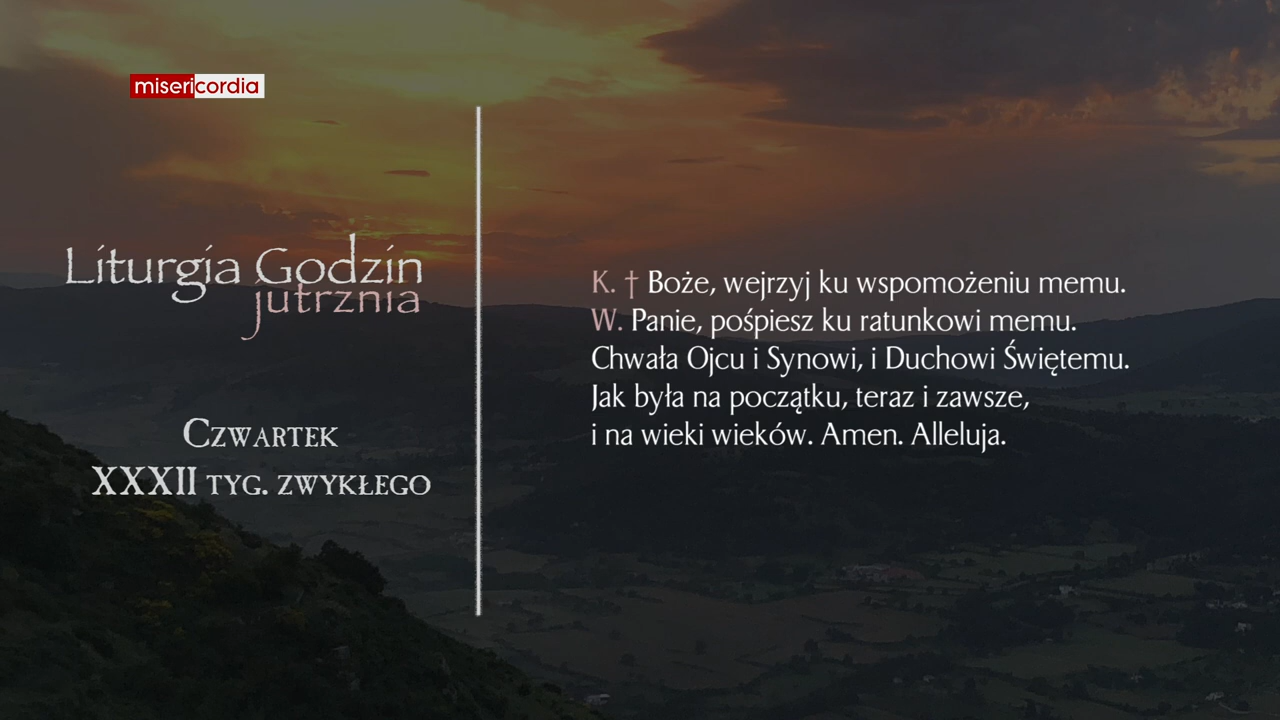 misericordia
Liturgia Godzin
jutrznia
Czwartek
XXXII tyg. zwykłego
K. † Boże, wejrzyj ku wspomożeniu memu.
W. Panie, pośpiesz ku ratunkowi memu.
Chwała Ojcu i Synowi, i Duchowi Świętemu.
Jak była na początku, teraz i zawsze,
i na wieki wieków. Amen. Alleluja.